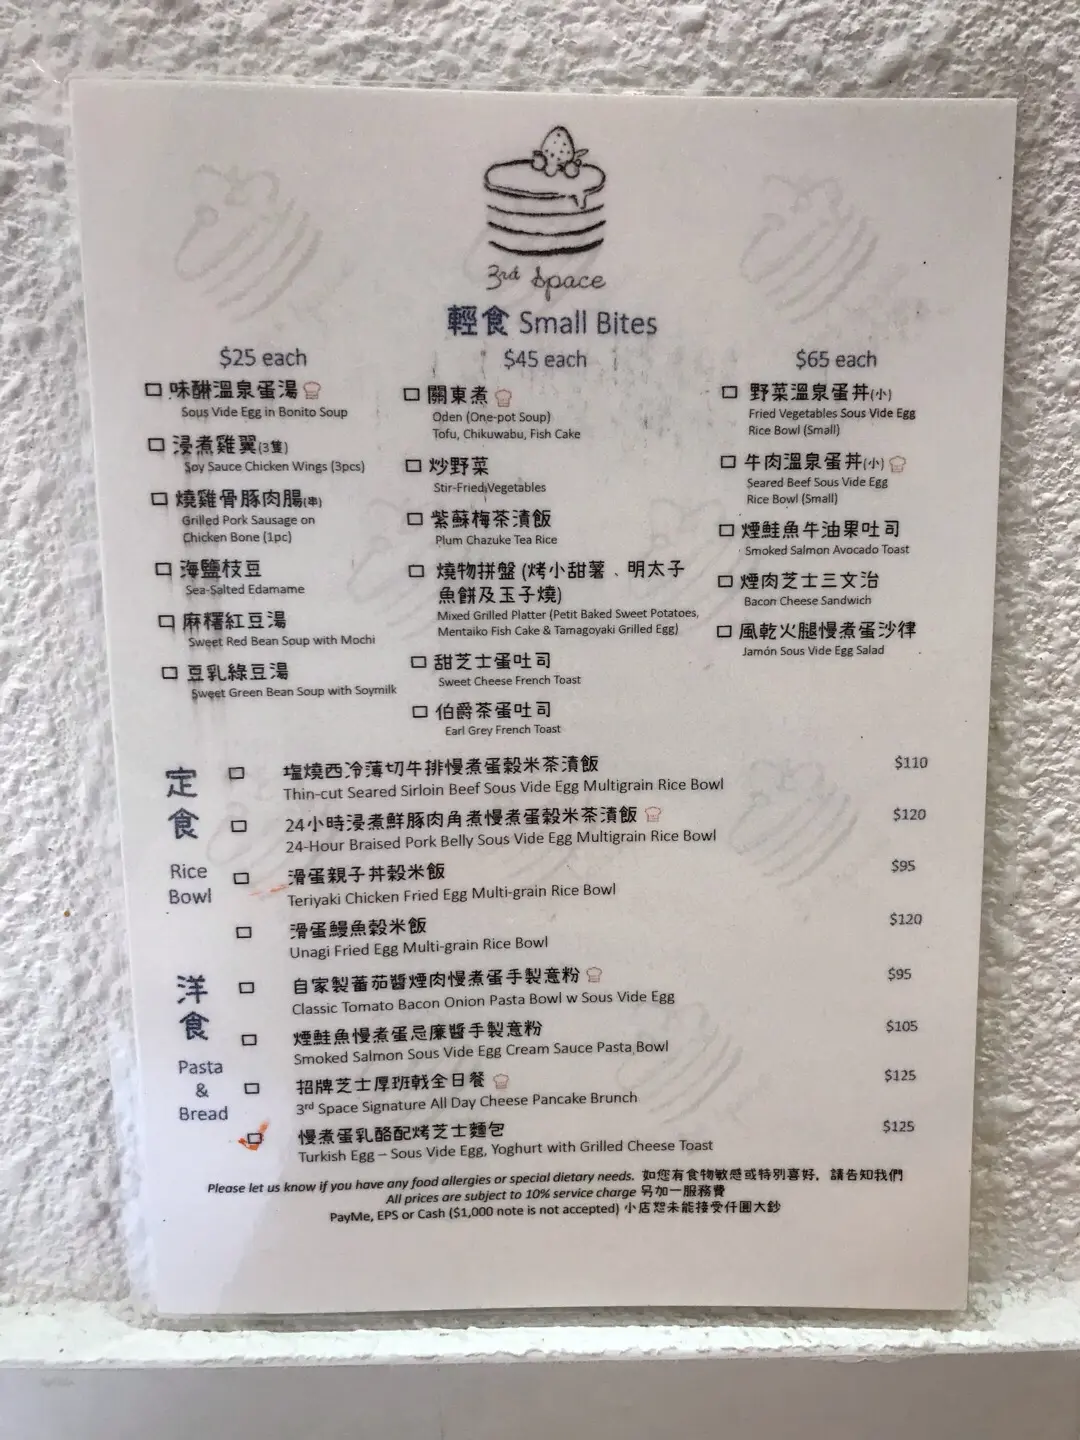 3rd Space
輕食 Small Bites
$25 each
味醂溫泉蛋湯
Sous Vide Egg in Bonito Soup
浸煮雞翼(3隻)
Soy Sauce Chicken Wings (3pcs)
燒雞骨豚肉腸(串)
Grilled Pork Sausage on
Chicken Bone (1pc)
海鹽枝豆
Sea-Salted Edamame
麻糬紅豆湯
Sweet Red Bean Soup with Mochi
豆乳綠豆湯
Sweet Green Bean Soup with Soymilk
$45 each
關東煮
Oden (One-pot Soup)
Tofu, Chikuwabu, Fish Cake
炒野菜
Stir-Fried Vegetables
紫蘇梅茶漬飯
Plum Chazuke Tea Rice
燒物拼盤 (烤小甜薯、明太子
魚餅及玉子燒)
Mixed Grilled Platter (Petit Baked Sweet Potatoes,
Mentaiko Fish Cake & Tamagoyaki Grilled Egg)
甜芝士蛋吐司
Sweet Cheese French Toast
伯爵茶蛋吐司
Earl Grey French Toast
$65 each
野菜溫泉蛋丼(小)
Fried Vegetables Sous Vide Egg
Rice Bowl (Small)
牛肉溫泉蛋丼(小)
Seared Beef Sous Vide Egg
Rice Bowl (Small)
煙鮭魚牛油果吐司
Smoked Salmon Avocado Toast
煙肉芝士三文治
Bacon Cheese Sandwich
風乾火腿慢煮蛋沙律
Jamón Sous Vide Egg Salad
定食
Rice
Bowl
塩燒西冷薄切牛排慢煮蛋穀米茶漬飯 $110
Thin-cut Seared Sirloin Beef Sous Vide Egg Multigrain Rice Bowl
24小時浸煮鮮豚肉角煮慢煮蛋穀米茶漬飯 $120
24-Hour Braised Pork Belly Sous Vide Egg Multigrain Rice Bowl
滑蛋親子丼穀米飯 $95
Teriyaki Chicken Fried Egg Multi-grain Rice Bowl
滑蛋鰻魚穀米飯 $120
Unagi Fried Egg Multi-grain Rice Bowl
洋食
Pasta
&
Bread
自家製蕃茄醬煙肉慢煮蛋手製意粉 $95
Classic Tomato Bacon Onion Pasta Bowl w Sous Vide Egg
煙鮭魚慢煮蛋忌廉醬手製意粉 $105
Smoked Salmon Sous Vide Egg Cream Sauce Pasta Bowl
招牌芝士厚班戟全日餐 $125
3rd Space Signature All Day Cheese Pancake Brunch
慢煮蛋乳酪配烤芝士麵包 $125
Turkish Egg – Sous Vide Egg, Yoghurt with Grilled Cheese Toast
Please let us know if you have any food allergies or special dietary needs. 如您有食物敏感或特別喜好, 請告知我們
All prices are subject to 10% service charge 另加一服務費
PayMe, EPS or Cash ($1,000 note is not accepted) 小店恕未能接受仟圓大鈔